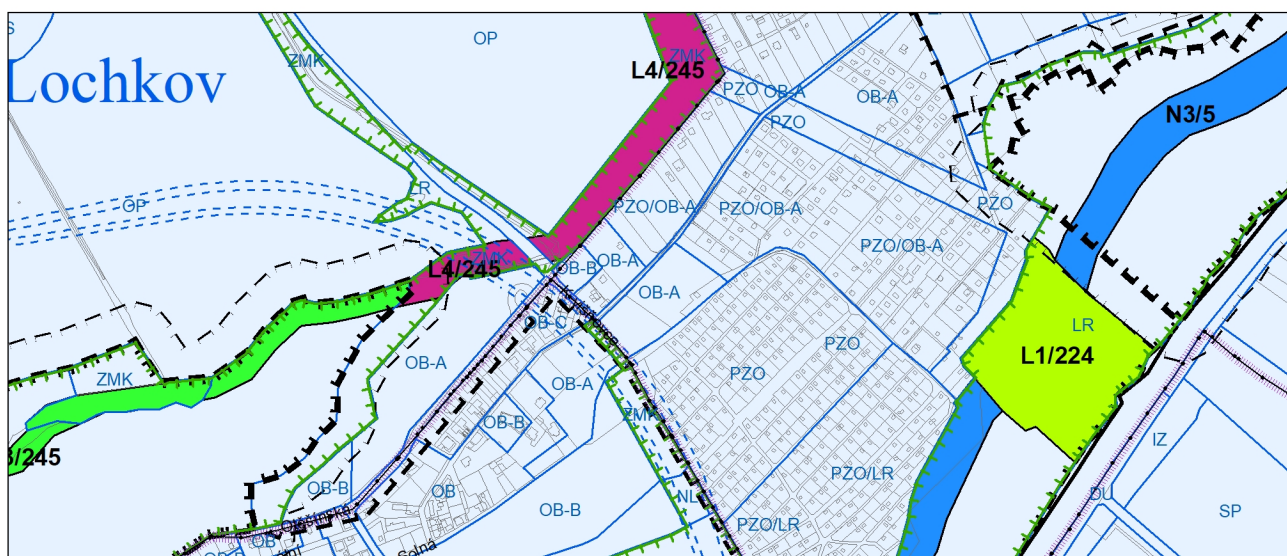 S
OP
Lochkov
ZMK
ZMK
L4/245
PZO
OB-A
OB-A
PZO
N3/5
LR
OP
PZO
PZO/OB-A
PZO/OB-A
PZO/OB-A
ZMK
L4/245
OB-B
OB-A
OB-A
OB-C
LR
L1/224
PZO
PZO
OB-A
OB-A
ZMK
ZMK
OB-B
/245
IZ
OB-B
OB
OB-B
NL
PZO/LR
PZO/LR
DU
SP
OB
Solná